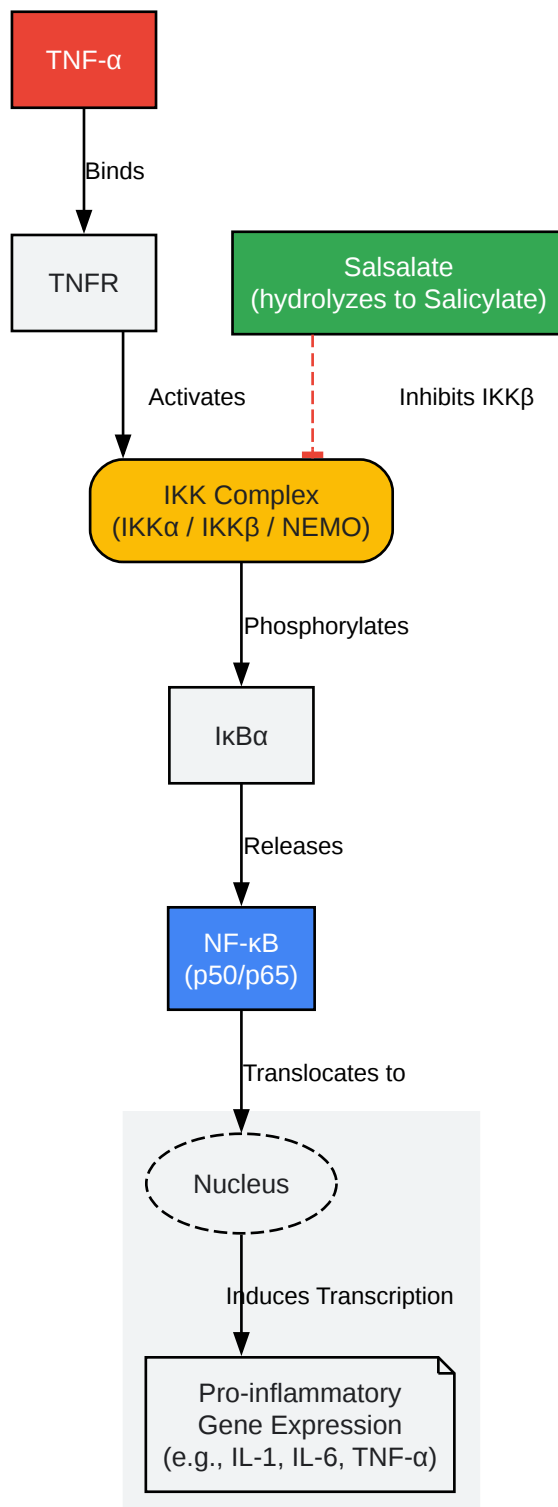 TNF-α
Binds
TNFR
Salsalate
(hydrolyzes to Salicylate)
Activates
Inhibits IKKβ
IKK Complex
(IKKα / IKKβ / NEMO)
Phosphorylates
IκBα
Releases
NF-κB
(p50/p65)
Translocates to
Nucleus
Induces Transcription
Pro-inflammatory
Gene Expression
(e.g., IL-1, IL-6, TNF-α)